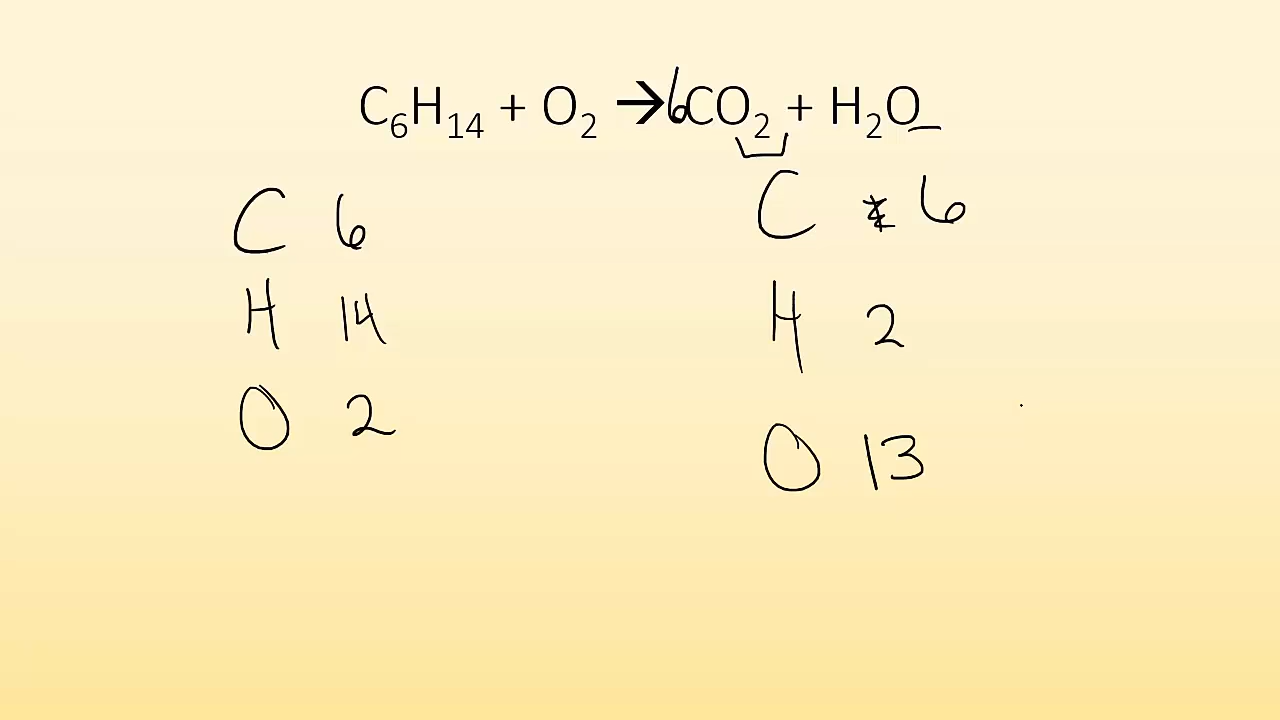 C₆H₁₄ + O₂ → 6CO₂ + H₂O
C 6
H 14
O 2
C 6
H 2
O 13